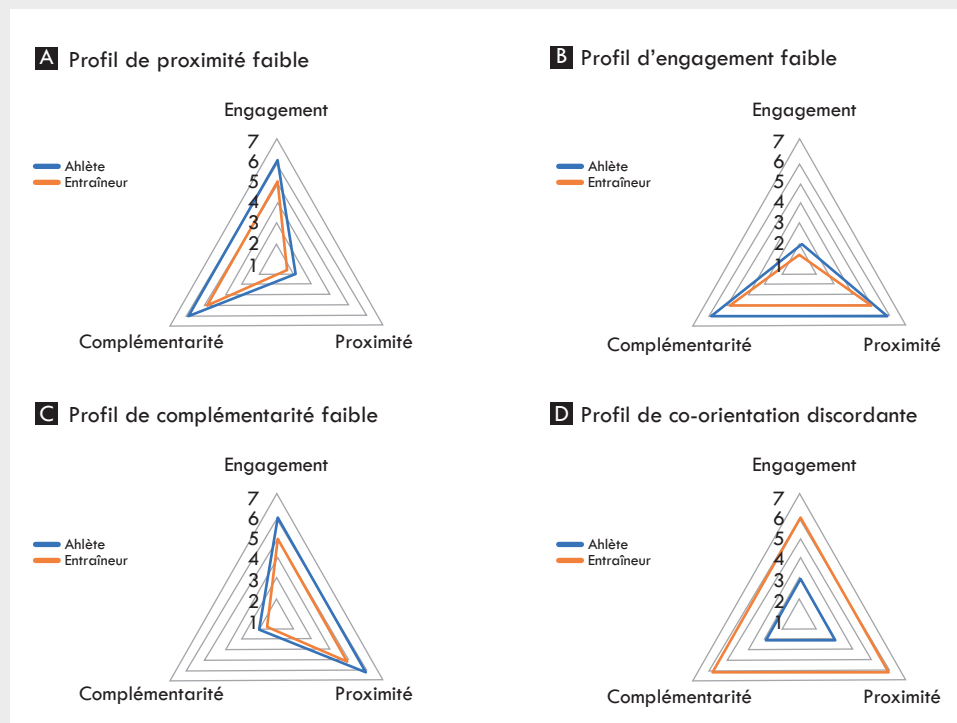 A Profil de proximité faible
Engagement
7
6
5
4
3
2
1
Ahlète
Entraîneur
Complémentarité
Proximité
B Profil d'engagement faible
Engagement
7
6
5
4
3
2
1
Ahlète
Entraîneur
Complémentarité
Proximité
C Profil de complémentarité faible
Engagement
7
6
5
4
3
2
1
Ahlète
Entraîneur
Complémentarité
Proximité
D Profil de co-orientation discordante
Engagement
7
6
5
4
3
2
1
Ahlète
Entraîneur
Complémentarité
Proximité